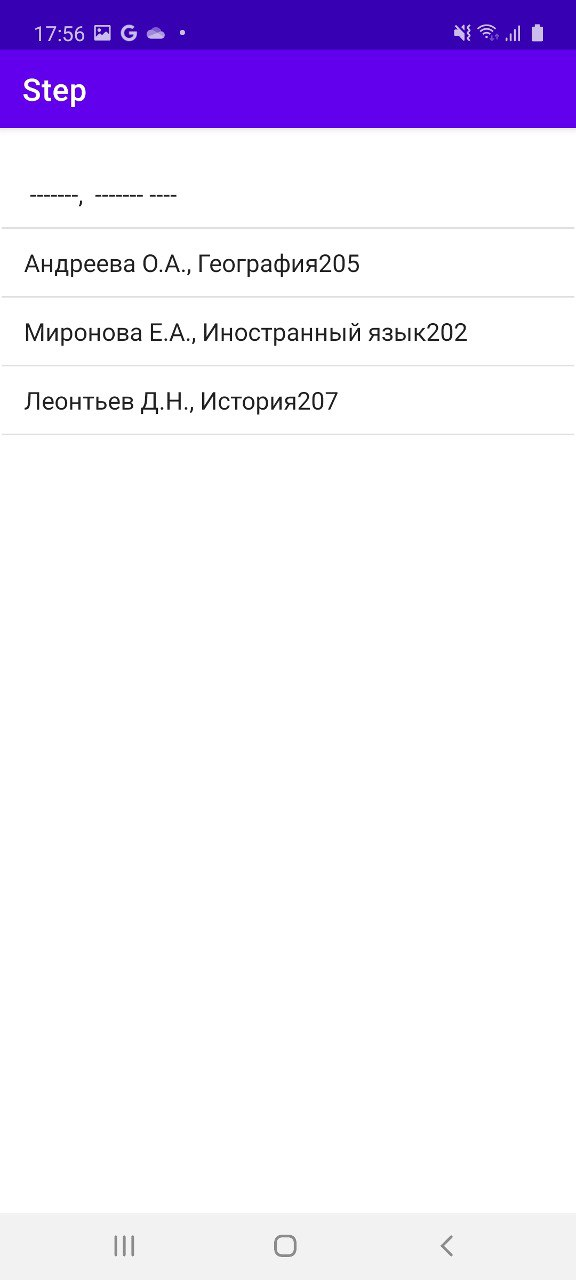 17:56
Step
-------, ------- ----
Андреева О.А., География205
Миронова Е.А., Иностранный язык202
Леонтьев Д.Н., История207